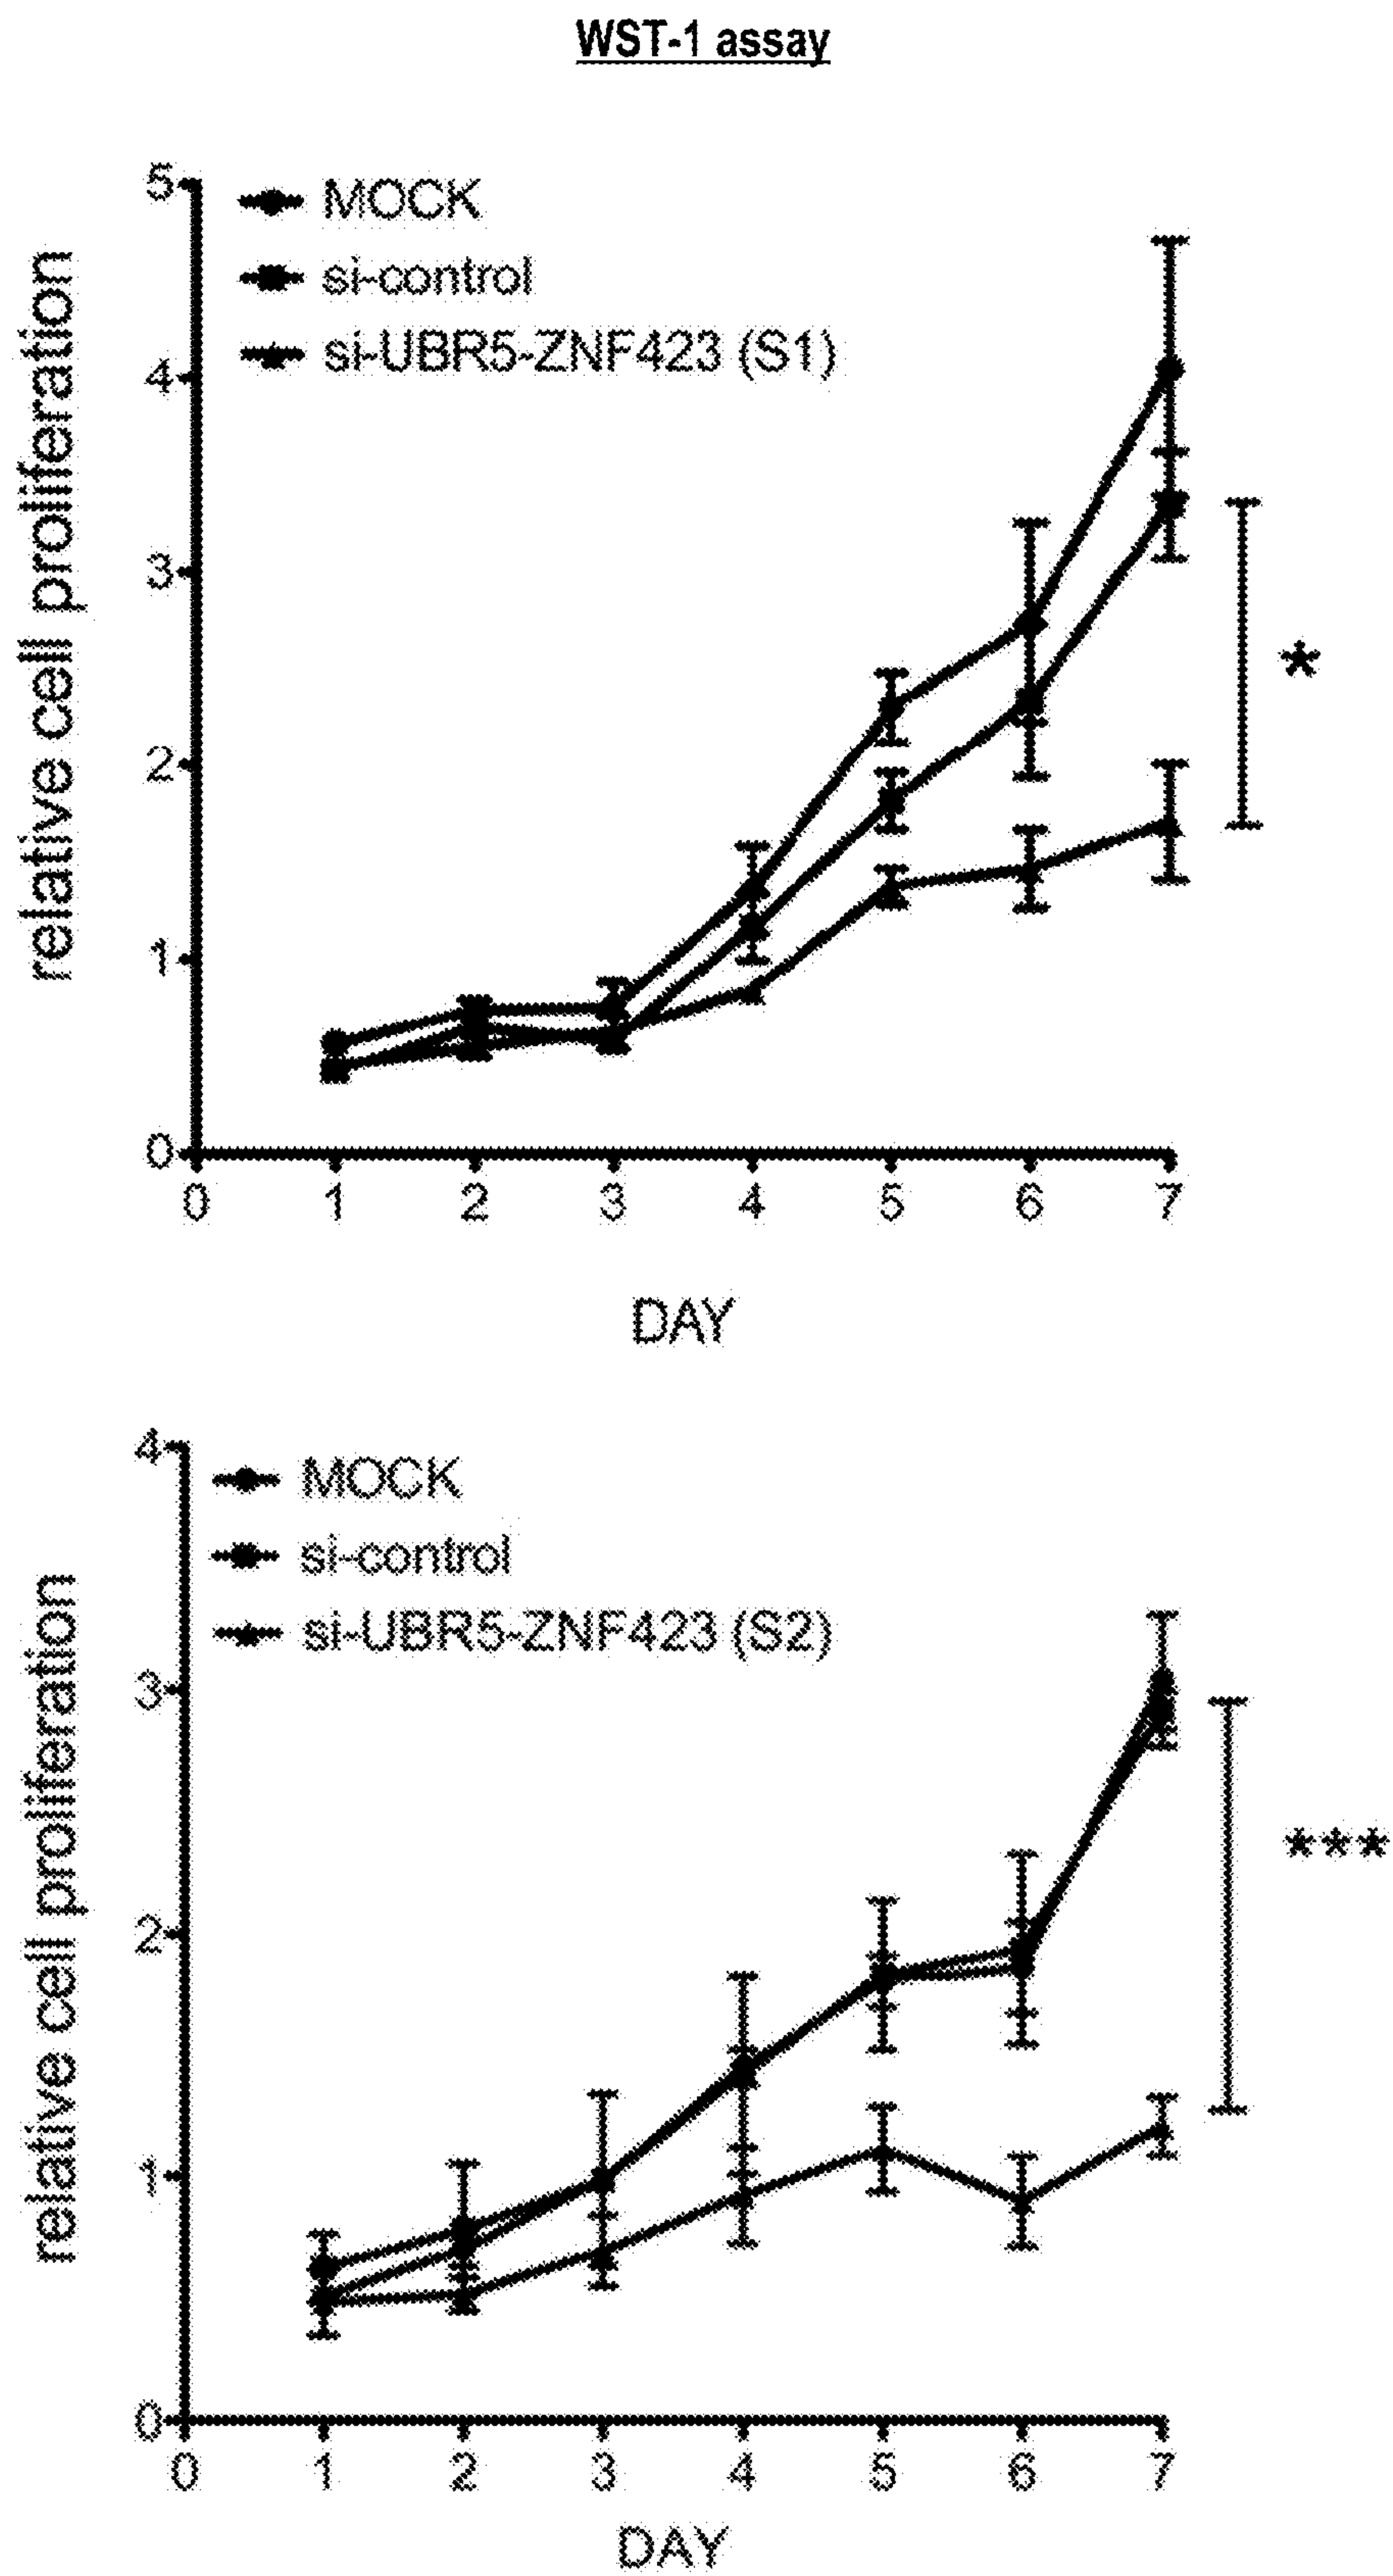 WST-1 assay
5
MOCK
si-control
si-UBR5-ZNF423 (S1)
4
3
2
1
0
relative cell proliferation
*
0 1 2 3 4 5 6 7
DAY
4
MOCK
si-control
si-UBR5-ZNF423 (S2)
3
2
1
0
relative cell proliferation
***
0 1 2 3 4 5 6 7
DAY